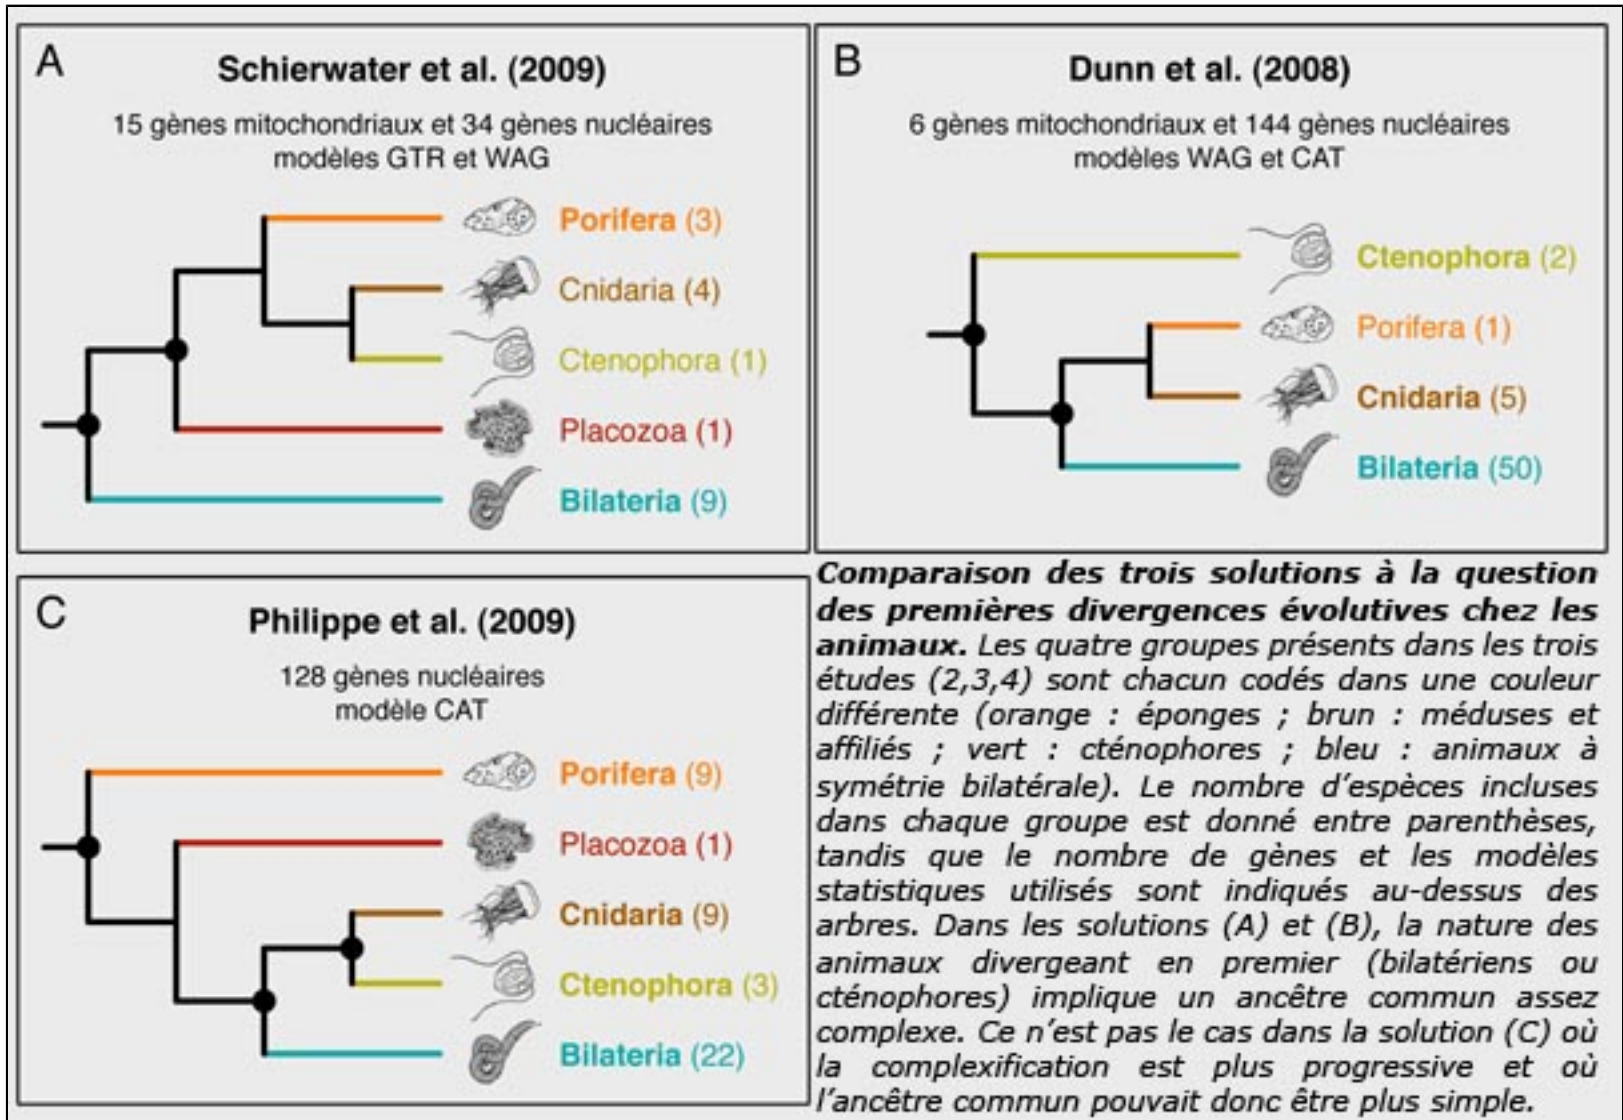 A
Schierwater et al. (2009)
15 gènes mitochondriaux et 34 gènes nucléaires
modèles GTR et WAG
Porifera (3)
Cnidaria (4)
Ctenophora (1)
Placozoa (1)
Bilateria (9)
B
Dunn et al. (2008)
6 gènes mitochondriaux et 144 gènes nucléaires
modèles WAG et CAT
Ctenophora (2)
Porifera (1)
Cnidaria (5)
Bilateria (50)
C
Philippe et al. (2009)
128 gènes nucléaires
modèle CAT
Porifera (9)
Placozoa (1)
Cnidaria (9)
Ctenophora (3)
Bilateria (22)
Comparaison des trois solutions à la question
des premières divergences évolutives chez les
animaux. Les quatre groupes présents dans les trois
études (2,3,4) sont chacun codés dans une couleur
différente (orange : éponges ; brun : méduses et
affiliés ; vert : cténophores ; bleu : animaux à
symétrie bilatérale). Le nombre d'espèces incluses
dans chaque groupe est donné entre parenthèses,
tandis que le nombre de gènes et les modèles
statistiques utilisés sont indiqués au-dessus des
arbres. Dans les solutions (A) et (B), la nature des
animaux divergeant en premier (bilatériens ou
cténophores) implique un ancêtre commun assez
complexe. Ce n'est pas le cas dans la solution (C) où
la complexification est plus progressive et où
l'ancêtre commun pouvait donc être plus simple.